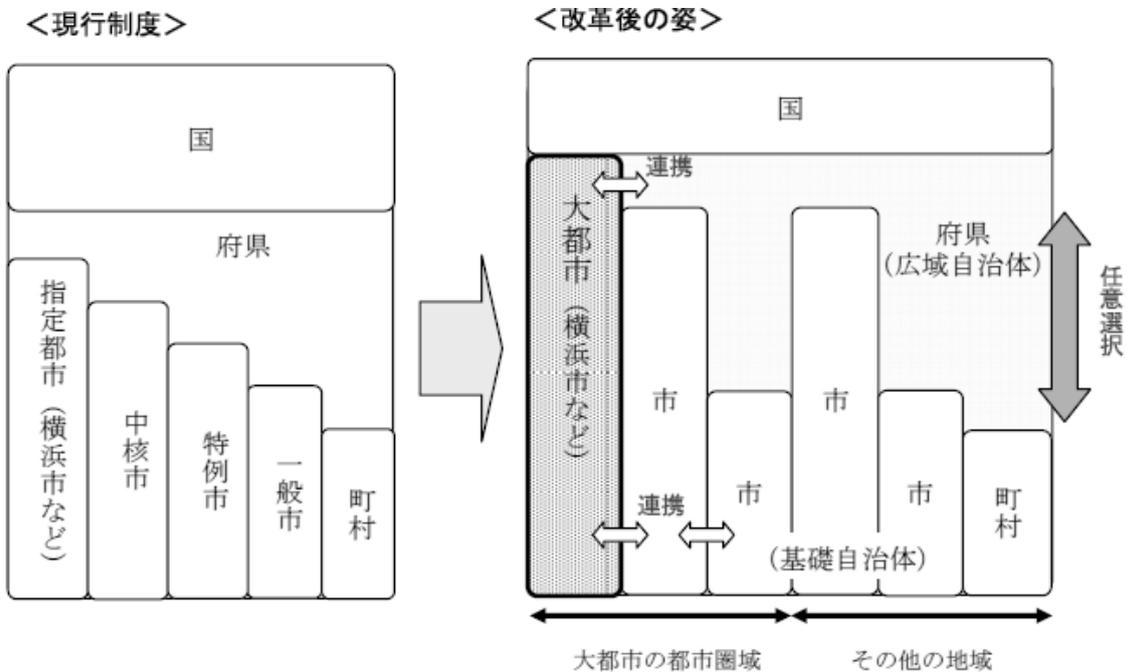 ＜現行制度＞
国
府県
指定都市（横浜市など）
中核市
特例市
一般市
町村
＜改革後の姿＞
国
連携
大都市（横浜市など）
府県
（広域自治体）
任意選択
市
市
市
市
町村
連携
（基礎自治体）
大都市の都市圏域
その他の地域